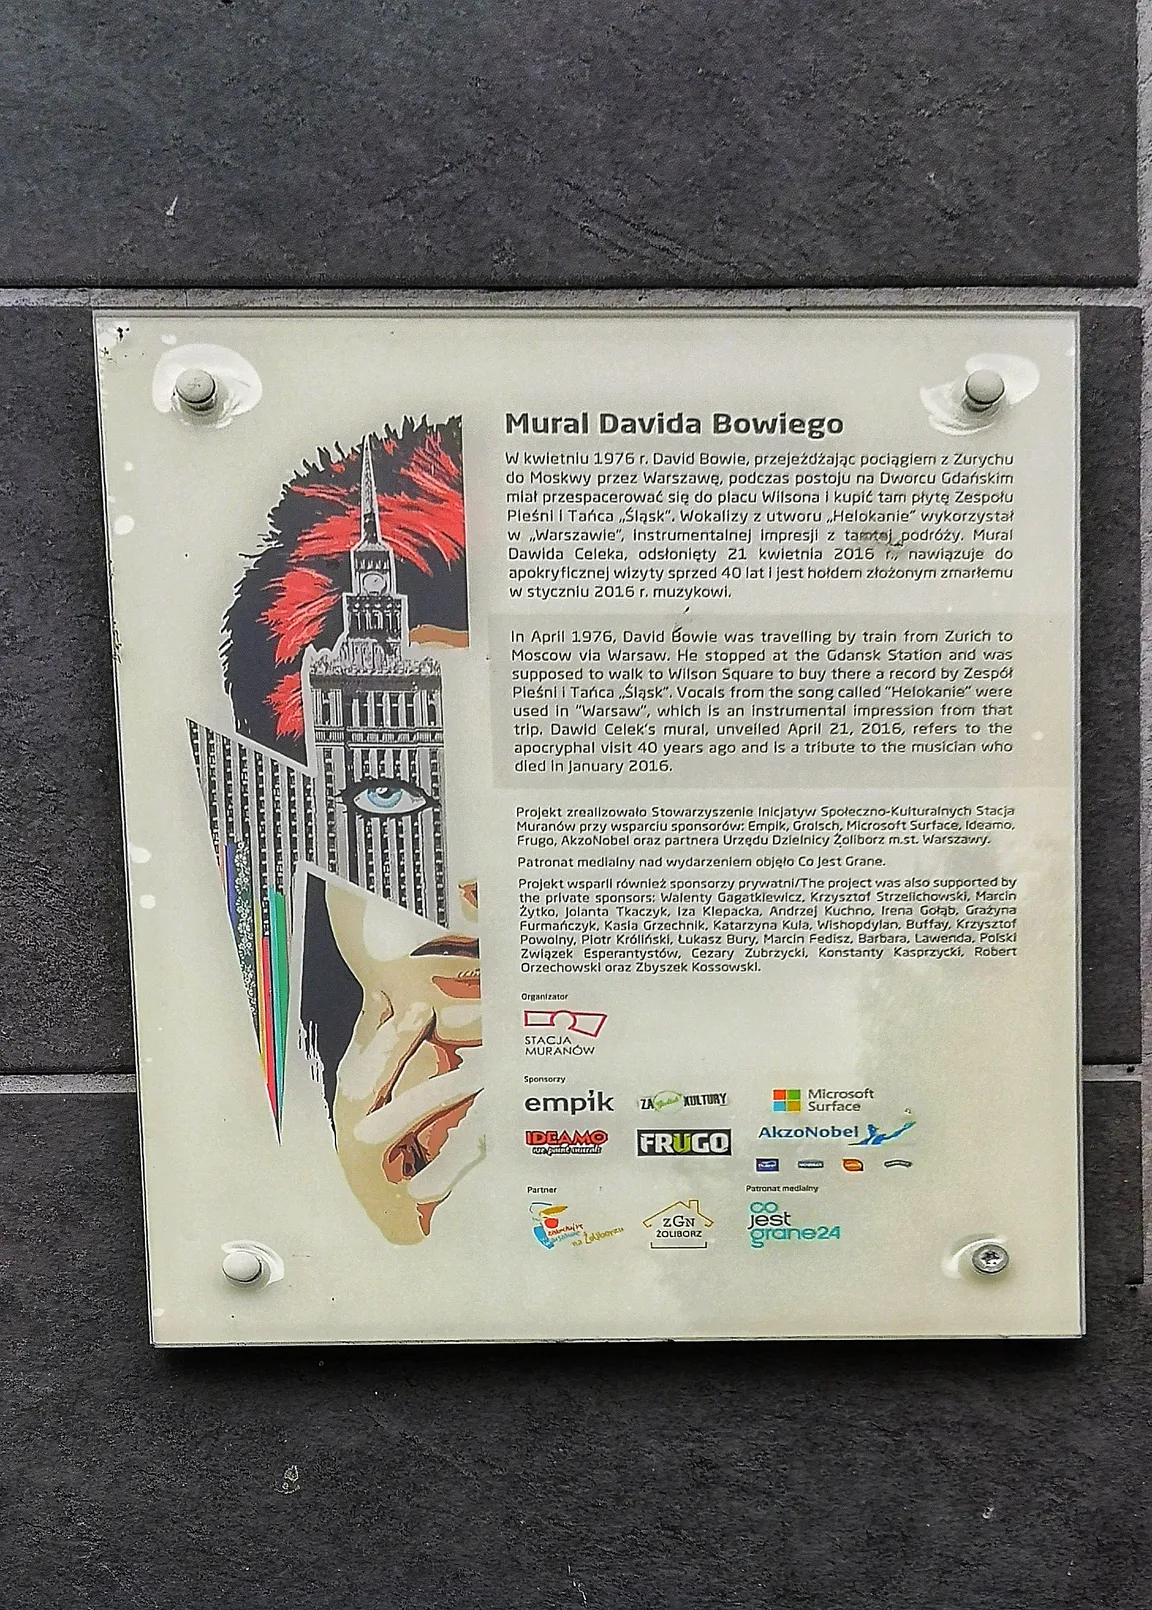 Mural Davida Bowiego
W kwietniu 1976 r. David Bowie, przejeżdżając pociągiem z Zurychu
do Moskwy przez Warszawę, podczas postoju na Dworcu Gdańskim
miał przespacerować się do placu Wilsona i kupić tam płytę Zespołu
Pieśni i Tańca „Śląsk”. Wokalizy z utworu „Helokanie” wykorzystał
w „Warszawie”, instrumentalnej impresji z tamtej podróży. Mural
Dawida Celeka, odsłonięty 21 kwietnia 2016 r., nawiązuje do
apokryficznej wizyty sprzed 40 lat i jest hołdem złożonym zmarłemu
w styczniu 2016 r. muzykowi.
In April 1976, David Bowie was travelling by train from Zurich to
Moscow via Warsaw. He stopped at the Gdansk Station and was
supposed to walk to Wilson Square to buy there a record by Zespół
Pieśni i Tańca „Śląsk”. Vocals from the song called "Helokanie" were
used in "Warsaw", which is an instrumental impression from that
trip. Dawid Celek's mural, unveiled April 21, 2016, refers to the
apocryphal visit 40 years ago and is a tribute to the musician who
died in January 2016.
Projekt zrealizowało Stowarzyszenie Inicjatyw Społeczno-Kulturalnych Stacja
Muranów przy wsparciu sponsorów: Empik, Grolsch, Microsoft Surface, Ideamo,
Frugo, AkzoNobel oraz partnera Urzędu Dzielnicy Żoliborz m.st. Warszawy.
Patronat medialny nad wydarzeniem objęło Co Jest Grane.
Projekt wsparli również sponsorzy prywatni/The project was also supported by
the private sponsors: Walenty Gagatkiewicz, Krzysztof Strzelichowski, Marcin
Żytko, Jolanta Tkaczyk, Iza Klepacka, Andrzej Kuchno, Irena Gołąb, Grażyna
Furmańczyk, Kasia Grzechnik, Katarzyna Kula, Wishopdylan, Buffay, Krzysztof
Powolny, Piotr Króliński, Łukasz Bury, Marcin Fedisz, Barbara, Lawenda, Polski
Związek Esperantystów, Cezary Zubrzycki, Konstanty Kasprzycki, Robert
Orzechowski oraz Zbyszek Kossowski.
Organizator
STACJA
MURANÓW
Sponsorzy
empik ZA KULTURY Microsoft
Surface
IDEAMO
we paint murals
FRUGO
AkzoNobel
Partner
Patronat medialny
na Żoliborzu
ZGN
ŻOLIBORZ
co
jest
grane24